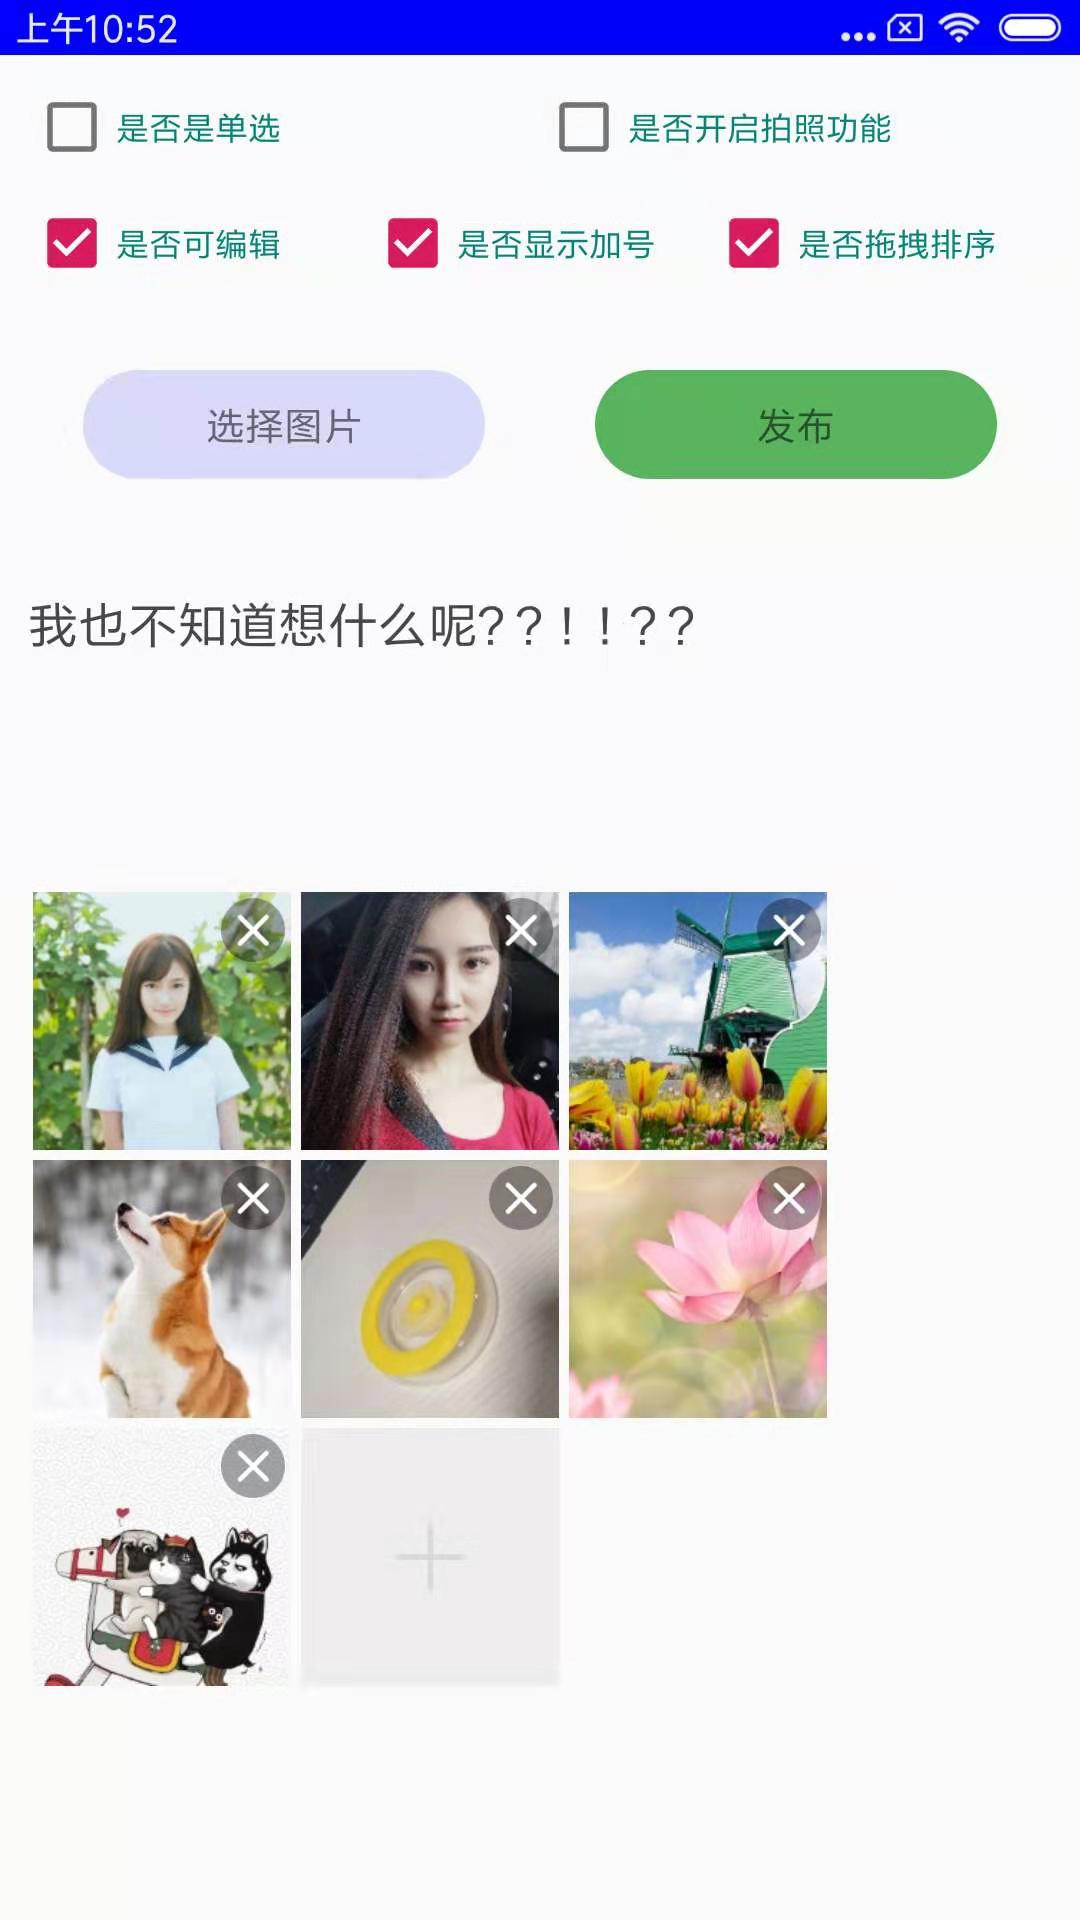 上午10:52
是否是单选 是否开启拍照功能
是否可编辑 是否显示加号 是否拖拽排序
选择图片 发布
我也不知道想什么呢??!!??